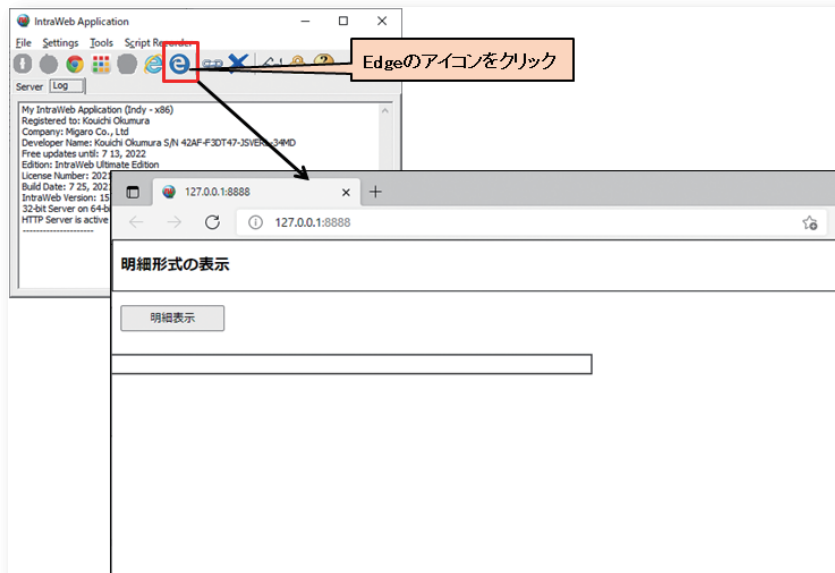 IntraWeb Application
File Settings Tools Script Recorder
Edgeのアイコンをクリック
Server Log
My IntraWeb Application (Indy - x86)
Registered to: Kouichi Okumura
Company: Migaro Co., Ltd
Developer Name: Kouichi Okumura S/N 42AF-F3DT47-JSVER
Free updates until: 7 13, 2022
Edition: IntraWeb Ultimate Edition
License Number: 2021
Build Date: 7 25, 202
IntraWeb Version: 15
32-bit Server on 64-b
HTTP Server is active
---------------------
127.0.0.1:8888
127.0.0.1:8888
明細形式の表示
明細表示